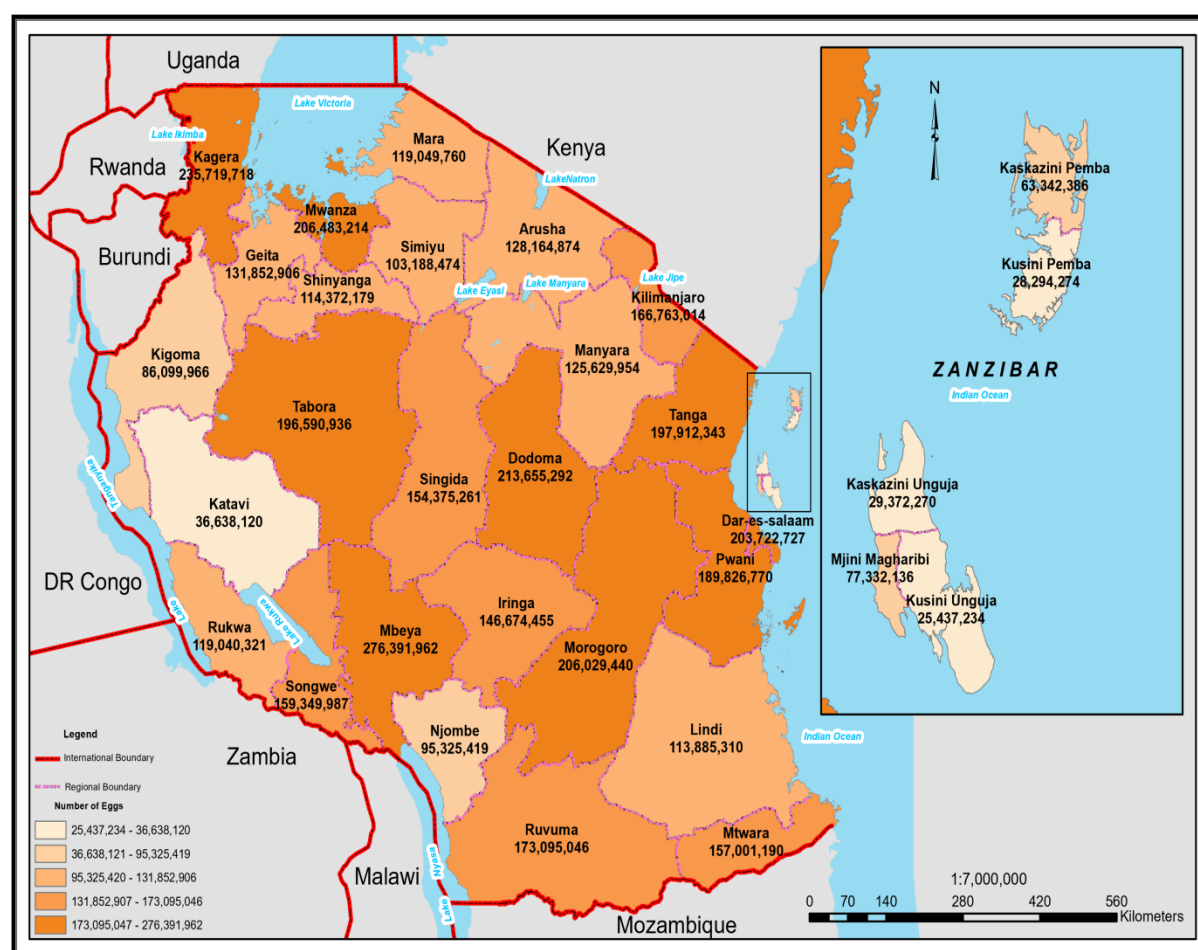 Uganda
Lake Victoria
Lake Ikimba
Kagera
235,719,718
Rwanda
Mara
119,049,760
Kenya
LakeNatron
Mwanza
206,483,214
Burundi
Geita
131,852,906
Simiyu
103,188,474
Arusha
128,164,874
Shinyanga
114,372,179
Lake Eyasi
Lake Manyara
Lake Jipe
Kilimanjaro
166,763,014
Kigoma
86,099,966
Manyara
125,629,954
Tabora
196,590,936
Tanga
197,912,343
Dodoma
213,655,292
Singida
154,375,261
Katavi
36,638,120
Lake Tanganyika
Dar-es-salaam
203,722,727
Pwani
189,826,770
DR Congo
Rukwa
119,040,321
Lake Rukwa
Iringa
146,674,455
Mbeya
276,391,962
Morogoro
206,029,440
Songwe
159,349,987
Njombe
95,325,419
Lindi
113,885,310
Indian Ocean
Zambia
Ruvuma
173,095,046
Mtwara
157,001,190
Malawi
Lake Nyasa
Mozambique
N
Kaskazini Pemba
63,342,386
Kusini Pemba
28,294,274
ZANZIBAR
Indian Ocean
Kaskazini Unguja
29,372,270
Mjini Magharibi
77,332,136
Kusini Unguja
25,437,234
Legend
International Boundary
Regional Boundary
Number of Eggs
25,437,234 - 36,638,120
36,638,121 - 95,325,419
95,325,420 - 131,852,906
131,852,907 - 173,095,046
173,095,047 - 276,391,962
1:7,000,000
0 70 140 280 420 560
Kilometers